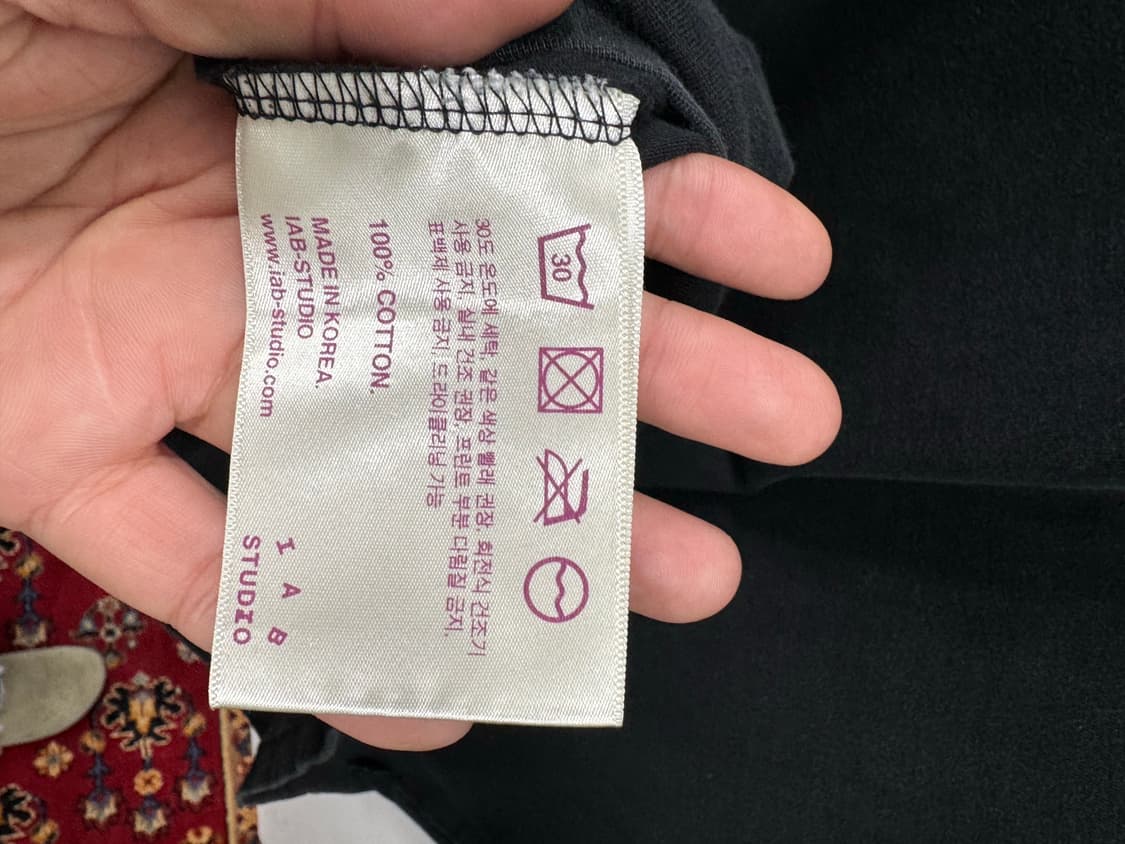 30
30도 온도에 세탁, 같은 색상 빨래 권장, 회전식 건조기
사용 금지, 실내 건조 권장, 프린트 부분 다림질 금지,
표백제 사용 금지, 드라이클리닝 가능
100% COTTON.
MADE IN KOREA.
IAB-STUDIO
www.iab-studio.com
I A B
STUDIO